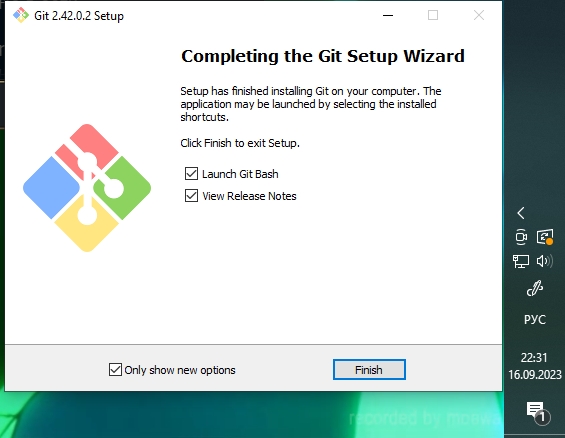 Git 2.42.0.2 Setup
Completing the Git Setup Wizard
Setup has finished installing Git on your computer. The
application may be launched by selecting the installed
shortcuts.
Click Finish to exit Setup.
Launch Git Bash
View Release Notes
Only show new options
Finish
РУС
22:31
16.09.2023
1
recorded by